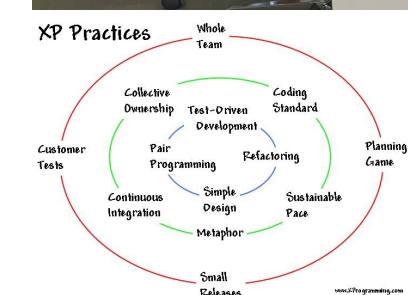 XP Practices
Whole
Team
Collective
Ownership
Coding
Standard
Test-Driven
Development
Customer
Tests
Pair
Programming
Refactoring
Planning
Game
Continuous
Integration
Simple
Design
Sustainable
Pace
Metaphor
Small
Releases
www.XProgramming.com